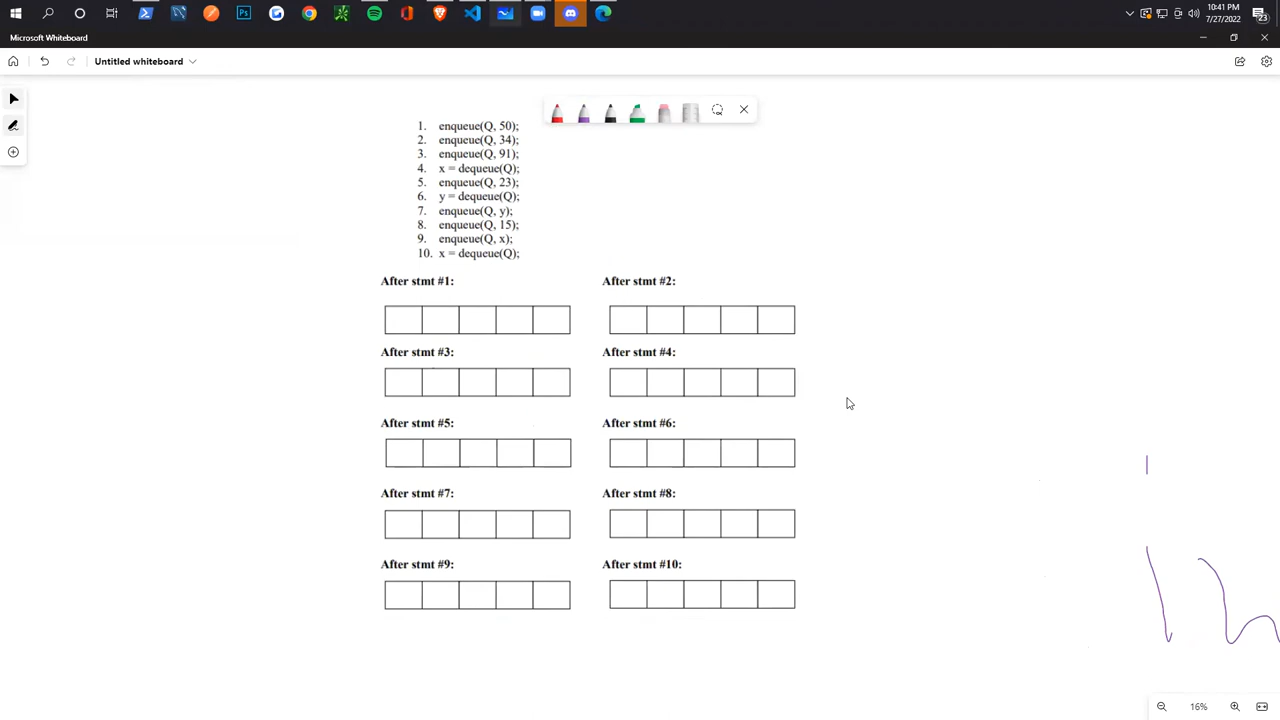 10:41 PM
7/27/2022
23
Microsoft Whiteboard
Untitled whiteboard
1. enqueue(Q, 50);
2. enqueue(Q, 34);
3. enqueue(Q, 91);
4. x = dequeue(Q);
5. enqueue(Q, 23);
6. y = dequeue(Q);
7. enqueue(Q, y);
8. enqueue(Q, 15);
9. enqueue(Q, x);
10. x = dequeue(Q);
After stmt #1: After stmt #2:
After stmt #3: After stmt #4:
After stmt #5: After stmt #6:
After stmt #7: After stmt #8:
After stmt #9: After stmt #10:
16%